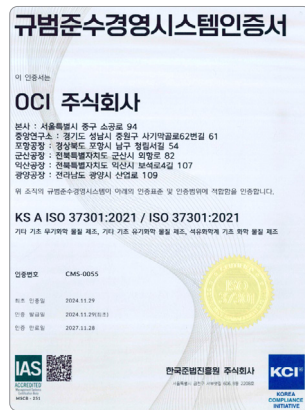 규범준수경영시스템인증서
이 인증서는
OCI 주식회사
본사 : 서울특별시 중구 소공로 94
중앙연구소 : 경기도 성남시 중원구 사기막골로62번길 61
포항공장 : 경상북도 포항시 남구 철림서길 54
군산공장 : 전북특별자치도 군산시 외항로 82
익산공장 : 전북특별자치도 익산시 보석로4길 107
광양공장 : 전라남도 광양시 산업로 109
위 조직의 규범준수경영시스템이 아래의 인증표준 및 인증범위에 적합함을 인증합니다.
KS A ISO 37301:2021 / ISO 37301:2021
기타 기초 무기화학 물질 제조, 기타 기초 유기화학 물질 제조, 석유화학계 기초 화학 물질 제조
인증번호 CMS-0055
최초 인증일 2024.11.29
인증 발급일 2024.11.29(최초)
인증 만료일 2027.11.28
IAS
ACCREDITED
MSCB - 231
한국준법진흥원 주식회사
KCI
KOREA
COMPLIANCE
INITIATIVE